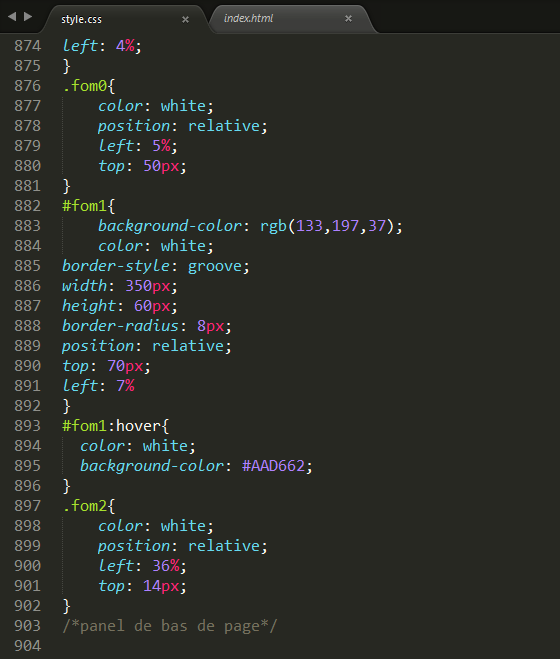 style.css × index.html ×
874 left: 4%;
875 }
876 .fom0{
877 color: white;
878 position: relative;
879 left: 5%;
880 top: 50px;
881 }
882 #fom1{
883 background-color: rgb(133,197,37);
884 color: white;
885 border-style: groove;
886 width: 350px;
887 height: 60px;
888 border-radius: 8px;
889 position: relative;
890 top: 70px;
891 left: 7%
892 }
893 #fom1:hover{
894 color: white;
895 background-color: #AAD662;
896 }
897 .fom2{
898 color: white;
899 position: relative;
900 left: 36%;
901 top: 14px;
902 }
903 /*panel de bas de page*/
904